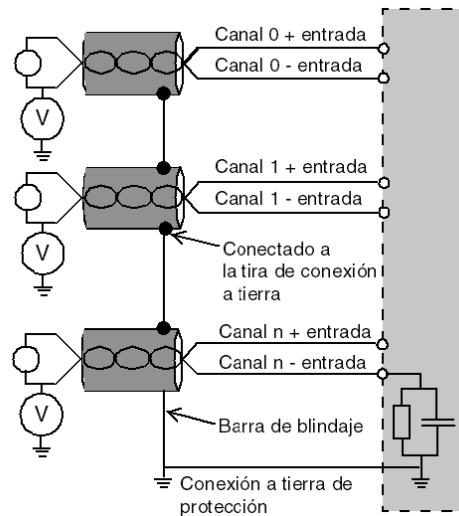 Canal 0 + entrada
Canal 0 - entrada
V
Canal 1 + entrada
Canal 1 - entrada
V
Conectado a
la tira de conexión
a tierra
Canal n + entrada
Canal n - entrada
V
Barra de blindaje
Conexión a tierra de
protección